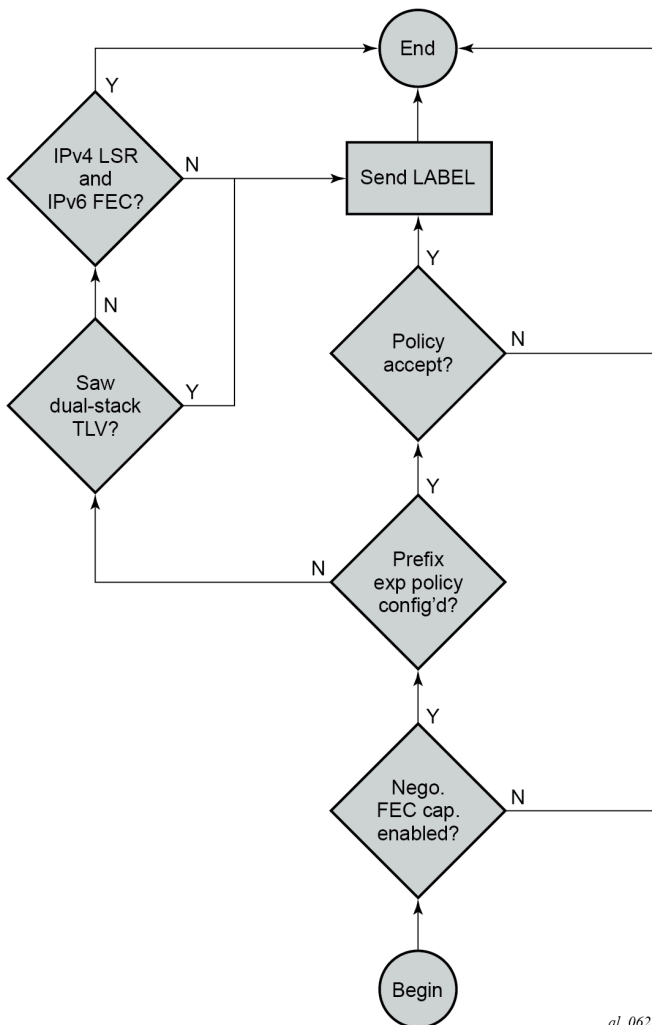 End
Y
IPv4 LSR
and
IPv6 FEC?
N
Send LABEL
Y
N
Policy
accept?
N
Saw
dual-stack
TLV?
Y
Y
N
Prefix
exp policy
config'd?
Y
Nego.
FEC cap.
enabled?
N
Begin
al_062